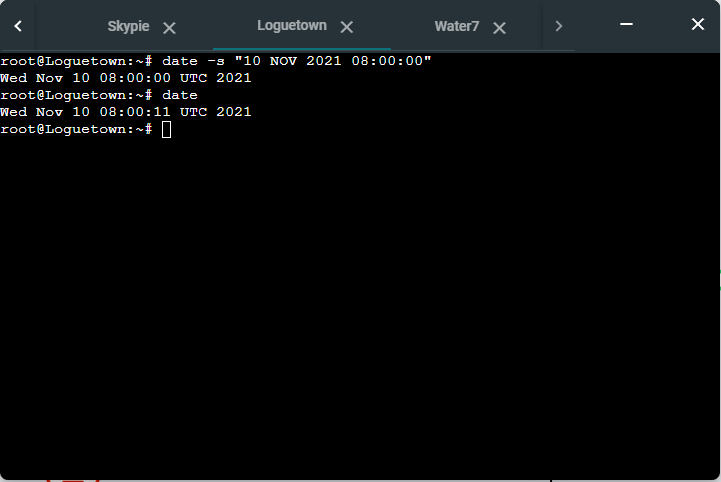 Skypie Loguetown Water7
root@Loguetown:~# date -s "10 NOV 2021 08:00:00"
Wed Nov 10 08:00:00 UTC 2021
root@Loguetown:~# date
Wed Nov 10 08:00:11 UTC 2021
root@Loguetown:~#